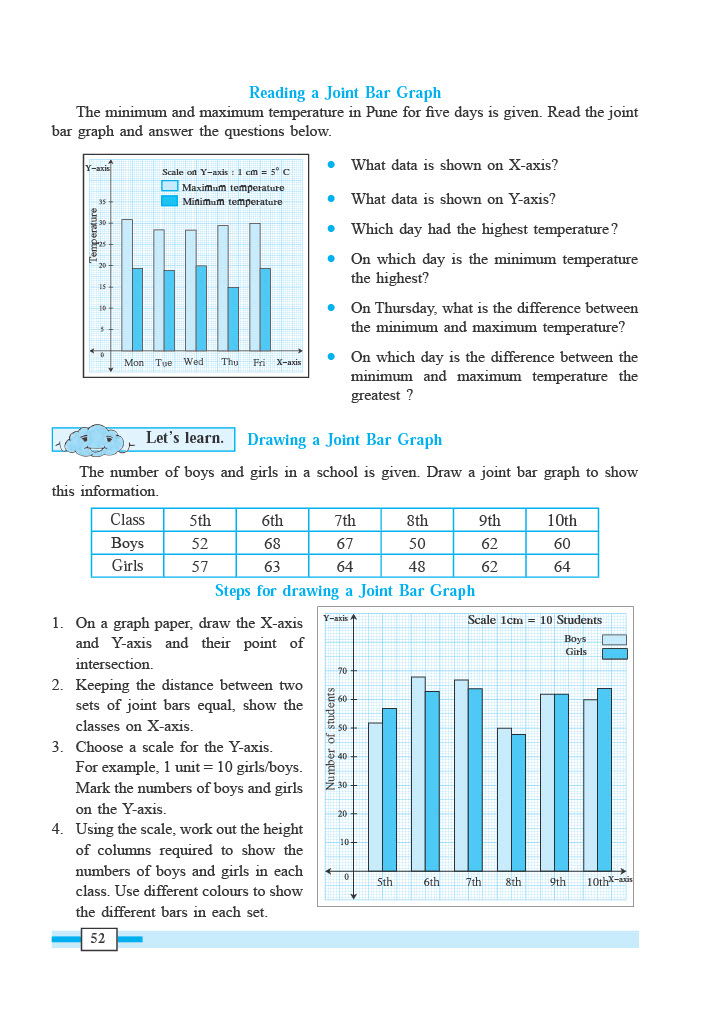 Reading a Joint Bar Graph
The minimum and maximum temperature in Pune for five days is given. Read the joint
bar graph and answer the questions below.
Y-axis
Scale on Y-axis : 1 cm = 5° C
Maximum temperature
Minimum temperature
Temperature
35
30
25
20
15
10
5
0
Mon Tue Wed Thu Fri X-axis
• What data is shown on X-axis?
• What data is shown on Y-axis?
• Which day had the highest temperature?
• On which day is the minimum temperature
the highest?
• On Thursday, what is the difference between
the minimum and maximum temperature?
• On which day is the difference between the
minimum and maximum temperature the
greatest ?
Let's learn. Drawing a Joint Bar Graph
The number of boys and girls in a school is given. Draw a joint bar graph to show
this information.
Class 5th 6th 7th 8th 9th 10th
Boys 52 68 67 50 62 60
Girls 57 63 64 48 62 64
Steps for drawing a Joint Bar Graph
1. On a graph paper, draw the X-axis
and Y-axis and their point of
intersection.
2. Keeping the distance between two
sets of joint bars equal, show the
classes on X-axis.
3. Choose a scale for the Y-axis.
For example, 1 unit = 10 girls/boys.
Mark the numbers of boys and girls
on the Y-axis.
4. Using the scale, work out the height
of columns required to show the
numbers of boys and girls in each
class. Use different colours to show
the different bars in each set.
Y-axis
Scale 1cm = 10 Students
Boys
Girls
Number of students
70
60
50
40
30
20
10
0
5th 6th 7th 8th 9th 10th X-axis
52